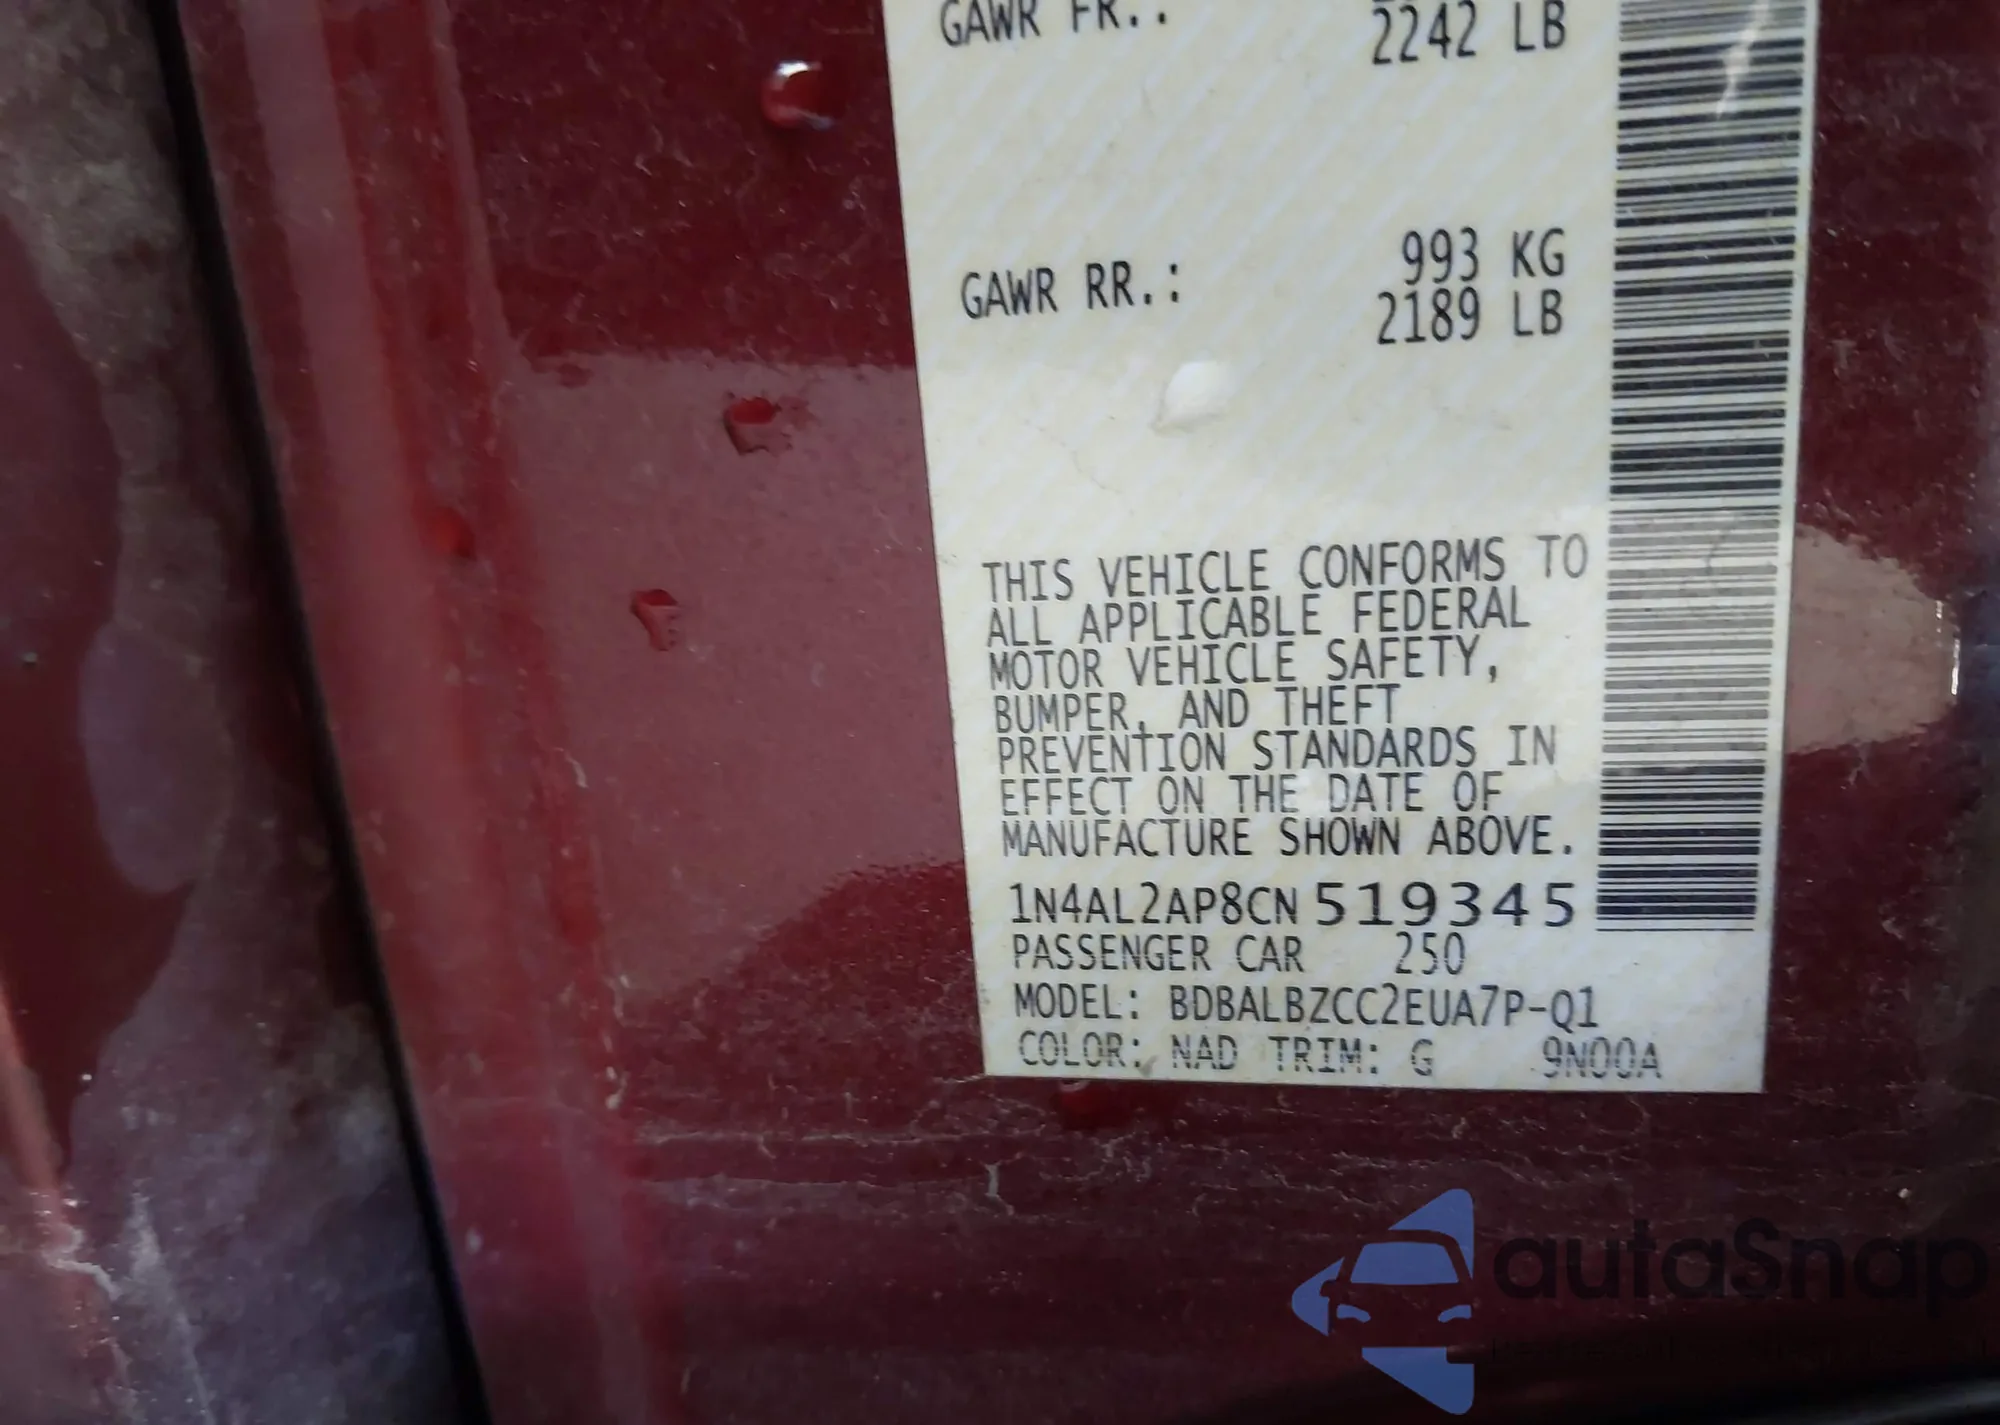 GAWR FR.:
2242 LB
993 KG
GAWR RR.:
2189 LB
THIS VEHICLE CONFORMS TO
ALL APPLICABLE FEDERAL
MOTOR VEHICLE SAFETY,
BUMPER, AND THEFT
PREVENTION STANDARDS IN
EFFECT ON THE DATE OF
MANUFACTURE SHOWN ABOVE.
1N4AL2AP8CN519345
PASSENGER CAR 250
MODEL: BDBALBZCC2EUA7P-Q1
COLOR: NAD TRIM: G 9N00A
autaSnap